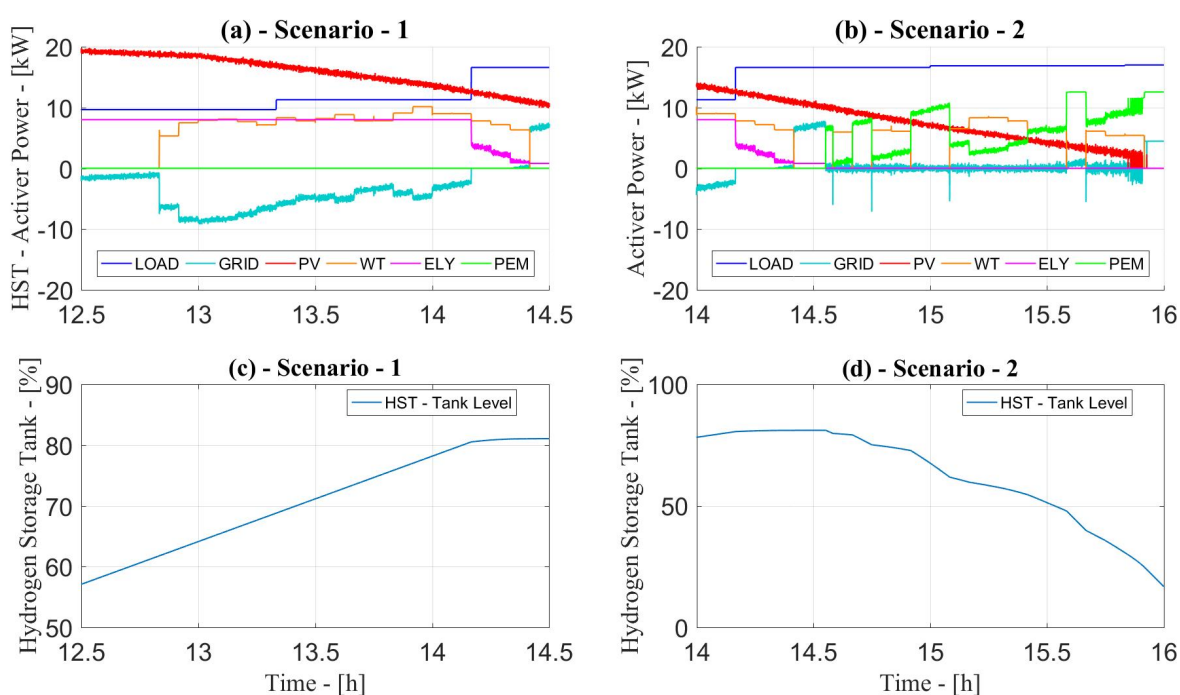 (a) - Scenario - 1
HST - Activer Power - [kW]
20
10
0
-10
-20
LOAD GRID PV WT ELY PEM
12.5 13 13.5 14 14.5
(b) - Scenario - 2
Activer Power - [kW]
20
10
0
-10
-20
LOAD GRID PV WT ELY PEM
14 14.5 15 15.5 16
(c) - Scenario - 1
Hydrogen Storage Tank - [%]
90
80
70
60
50
HST - Tank Level
12.5 13 13.5 14 14.5
Time - [h]
(d) - Scenario - 2
Hydrogen Storage Tank - [%]
100
50
0
HST - Tank Level
14 14.5 15 15.5 16
Time - [h]